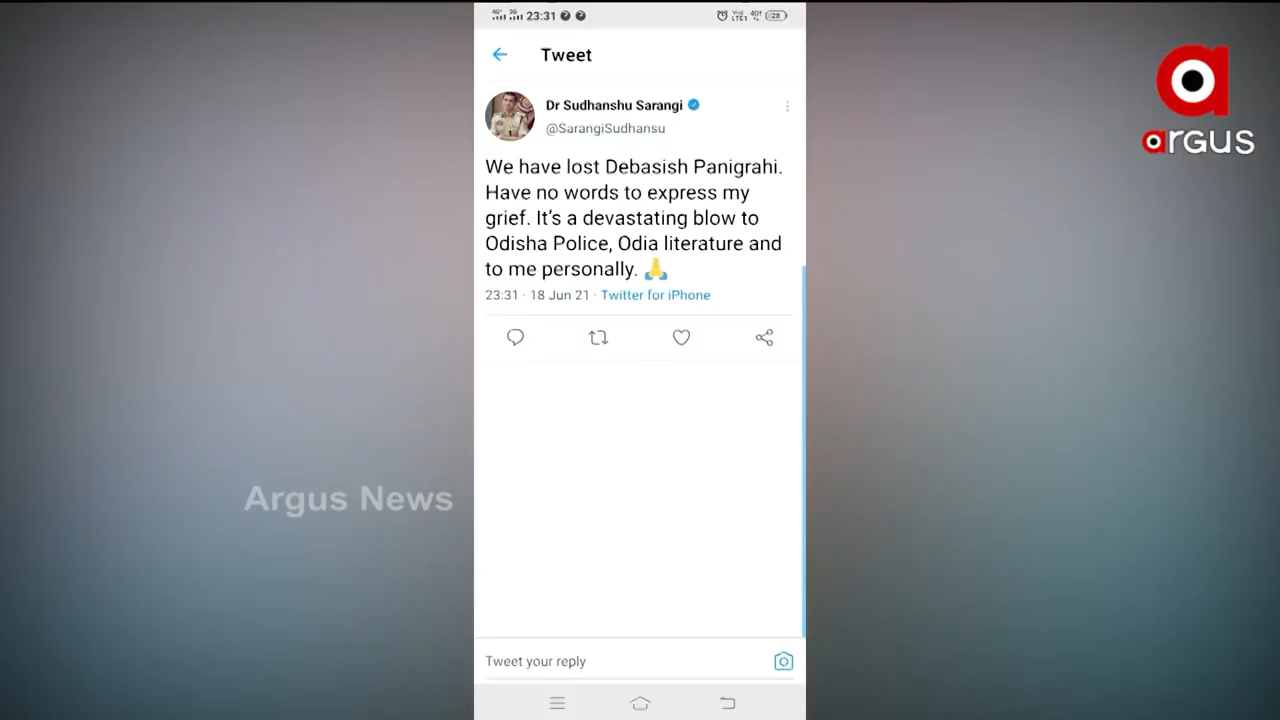 23:31
28
Tweet
Dr Sudhanshu Sarangi
@SarangiSudhansu
We have lost Debasish Panigrahi.
Have no words to express my
grief. It’s a devastating blow to
Odisha Police, Odia literature and
to me personally. 🙏
23:31 · 18 Jun 21 · Twitter for iPhone
Tweet your reply
argus
Argus News